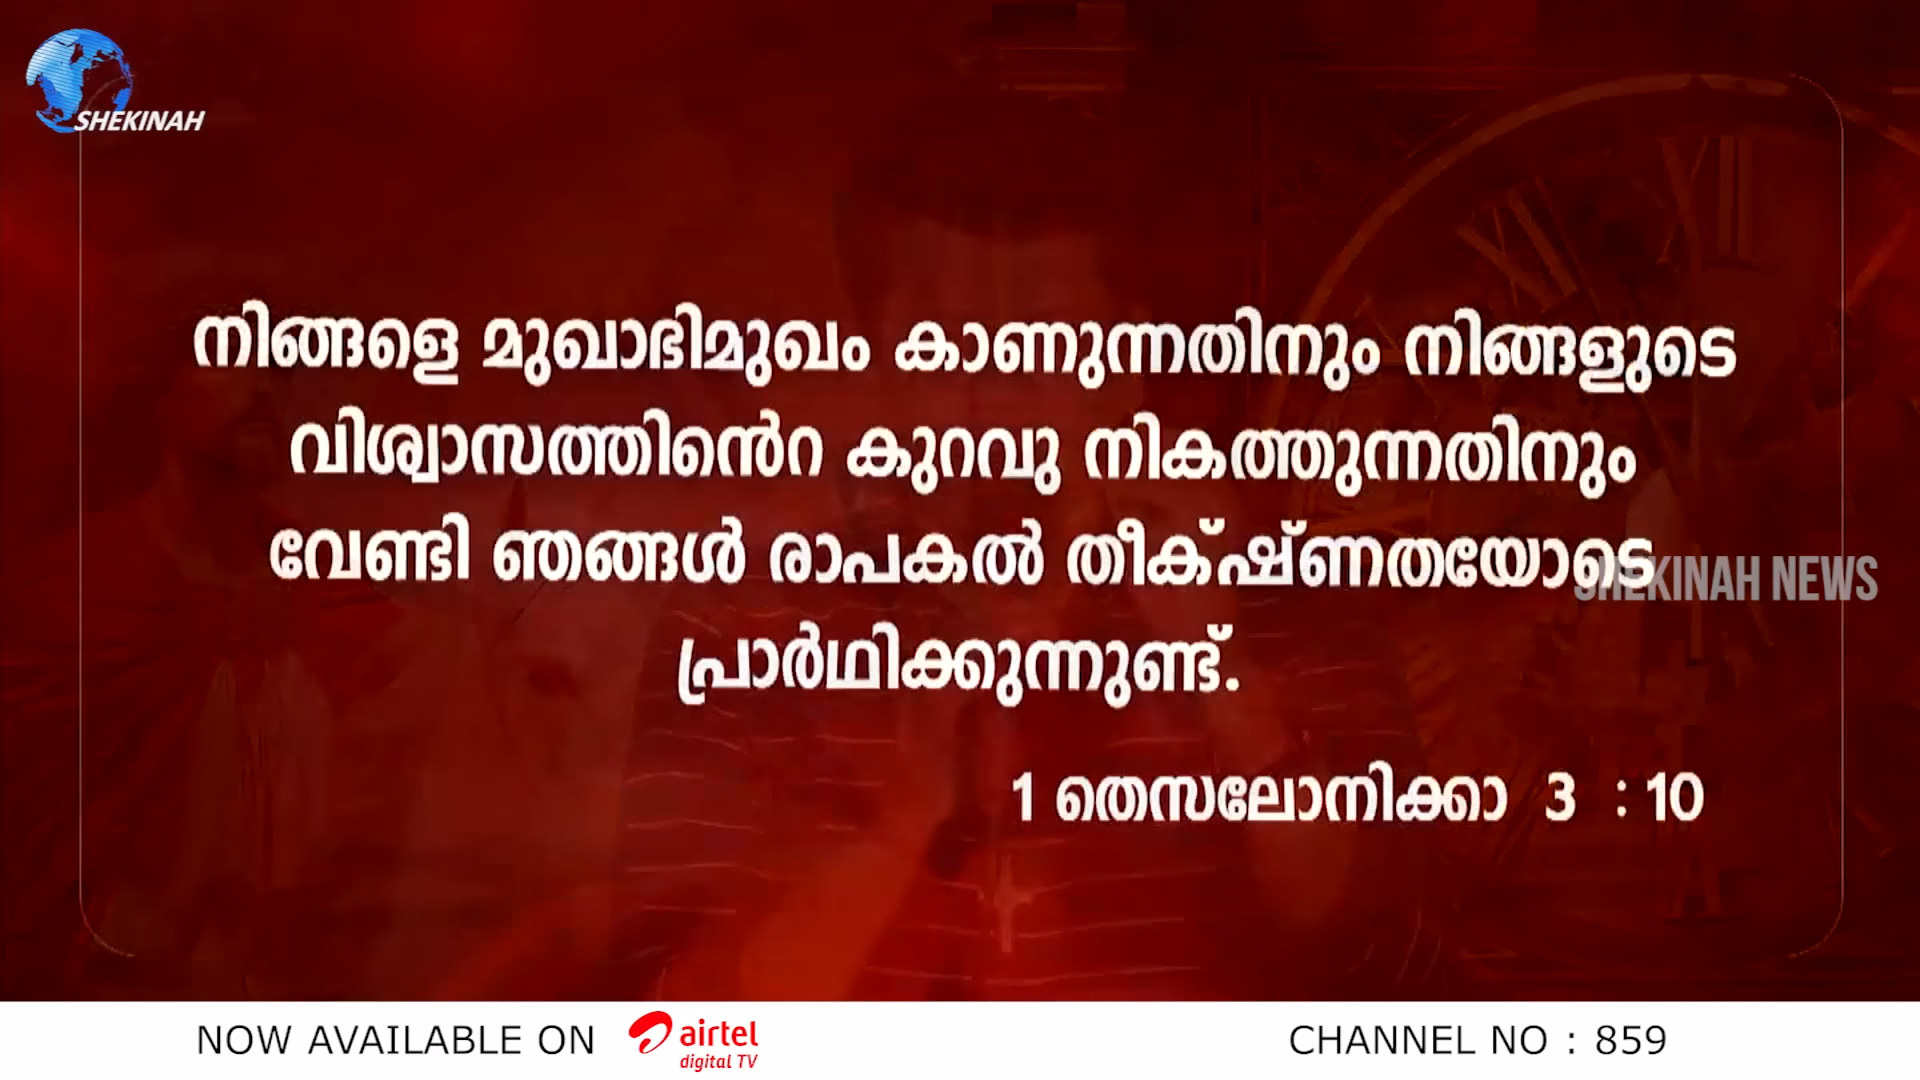 SHEKINAH
നിങ്ങളെ മുഖാഭിമുഖം കാണുന്നതിനും നിങ്ങളുടെ
വിശ്വാസത്തിൻെറ കുറവു നികത്തുന്നതിനും
വേണ്ടി ഞങ്ങൾ രാപകൽ തീക്ഷ്ണതയോടെ
SHEKINAH NEWS
പ്രാർഥിക്കുന്നുണ്ട്.
1 തെസലോനിക്കാ 3 : 10
NOW AVAILABLE ON airtel digital TV CHANNEL NO : 859